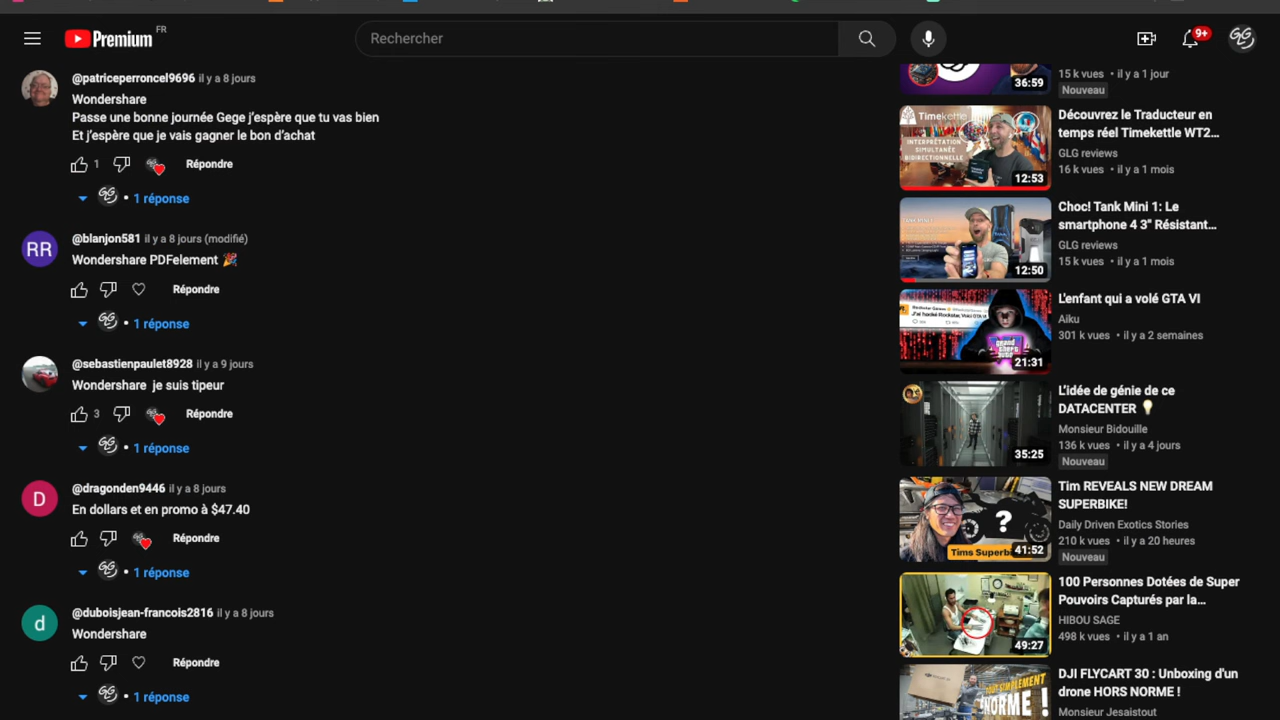 Premium FR
Rechercher
9+
@patriceperroncel9696 il y a 8 jours
Wondershare
Passe une bonne journée Gege j'espère que tu vas bien
Et j'espère que je vais gagner le bon d'achat
1
Répondre
• 1 réponse
RR
@blanjon581 il y a 8 jours (modifié)
Wondershare PDFelement 🎉
Répondre
• 1 réponse
@sebastienpaulet8928 il y a 9 jours
Wondershare je suis tipeur
3
Répondre
• 1 réponse
D
@dragonden9446 il y a 8 jours
En dollars et en promo à $47.40
Répondre
• 1 réponse
d
@duboisjean-francois2816 il y a 8 jours
Wondershare
Répondre
• 1 réponse
36:59
15 k vues • il y a 1 jour
Nouveau
Timekettle
INTERPRÉTATION
SIMULTANÉE
BIDIRECTIONNELLE
12:53
Découvrez le Traducteur en
temps réel Timekettle WT2...
GLG reviews
16 k vues • il y a 1 mois
12:50
Choc! Tank Mini 1: Le
smartphone 4 3" Résistant...
GLG reviews
15 k vues • il y a 1 mois
J'ai hacké Rockstar, Voici GTA VI
21:31
L'enfant qui a volé GTA VI
Aiku
301 k vues • il y a 2 semaines
35:25
L'idée de génie de ce
DATACENTER 💡
Monsieur Bidouille
136 k vues • il y a 4 jours
Nouveau
?
Tims Superbi
41:52
Tim REVEALS NEW DREAM
SUPERBIKE!
Daily Driven Exotics Stories
210 k vues • il y a 20 heures
Nouveau
49:27
100 Personnes Dotées de Super
Pouvoirs Capturés par la...
HIBOU SAGE
498 k vues • il y a 1 an
TOUT SIMPLEMENT
ÉNORME !
DJI FLYCART 30 : Unboxing d'un
drone HORS NORME !
Monsieur Jesaistout